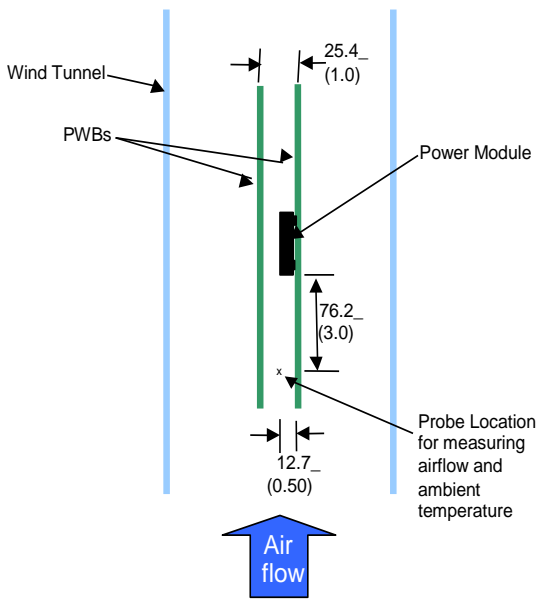 25.4_
(1.0)
Wind Tunnel
PWBs
Power Module
76.2_
(3.0)
x
Probe Location
for measuring
airflow and
ambient
temperature
12.7_
(0.50)
Air
flow